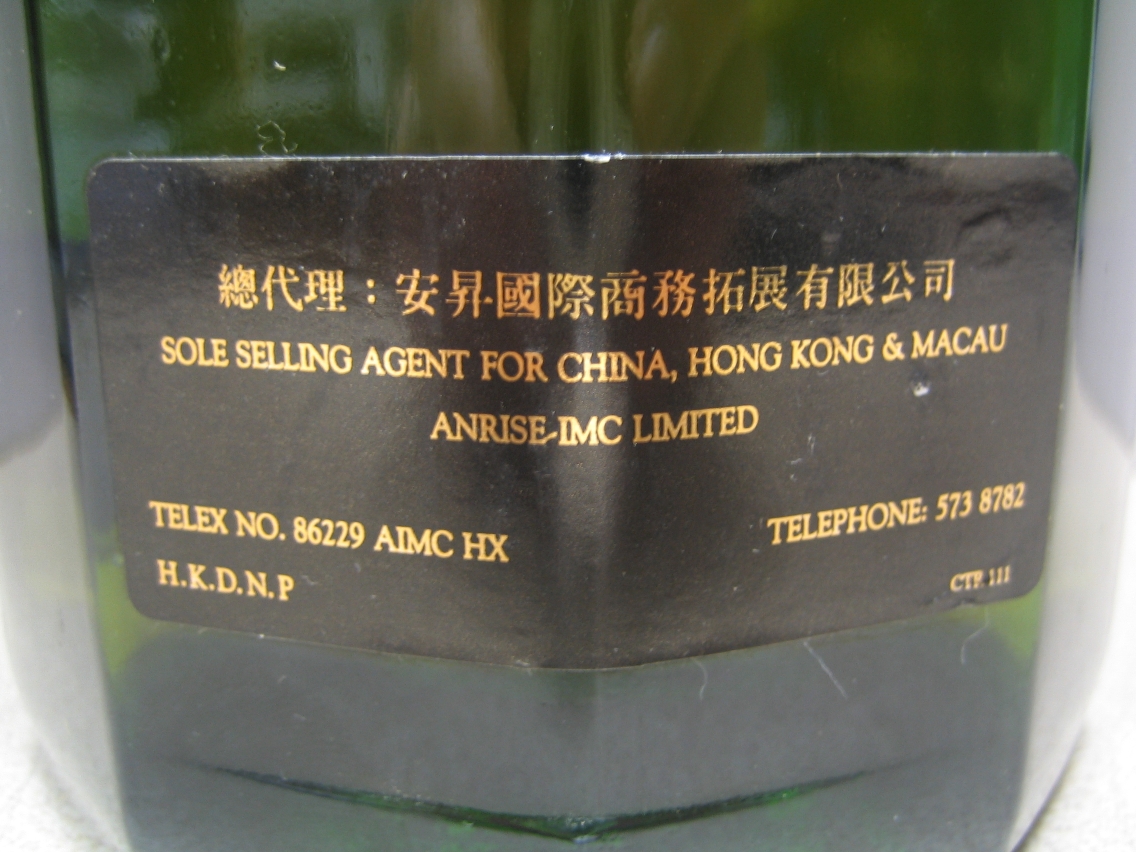 總代理：安昇國際商務拓展有限公司
SOLE SELLING AGENT FOR CHINA, HONG KONG & MACAU
ANRISE-IMC LIMITED
TELEX NO. 86229 AIMC HX
TELEPHONE: 573 8782
H.K.D.N.P
CTP. 111